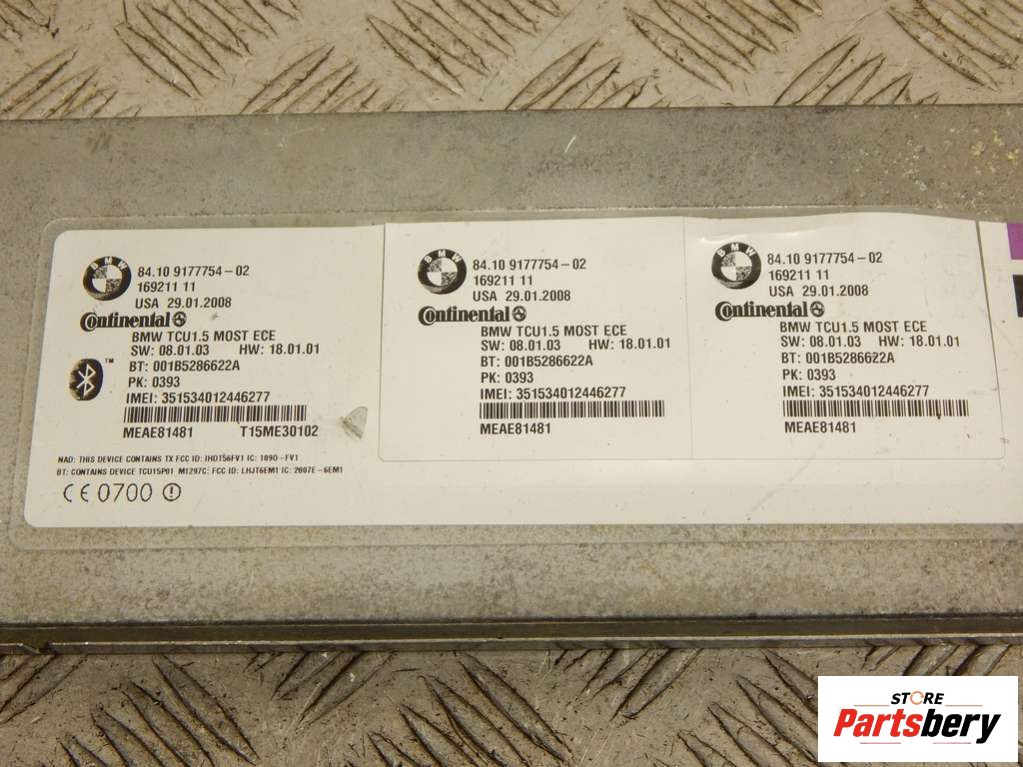 BMW
84.10 9177754-02
169211 11
USA 29.01.2008
Continental
BMW TCU1.5 MOST ECE
SW: 08.01.03 HW: 18.01.01
BT: 001B5286622A
PK: 0393
IMEI: 351534012446277
MEAE81481 T15ME30102
NAD: THIS DEVICE CONTAINS TX FCC ID: IHDT56FV1 IC: 1090-FV1
BT: CONTAINS DEVICE TCU15P01 M1297C: FCC ID: LHJT6EM1 IC: 2807E-6EM1
CE 0700
BMW
84.10 9177754-02
169211 11
USA 29.01.2008
Continental
BMW TCU1.5 MOST ECE
SW: 08.01.03 HW: 18.01.01
BT: 001B5286622A
PK: 0393
IMEI: 351534012446277
MEAE81481
BMW
84.10 9177754-02
169211 11
USA 29.01.2008
Continental
BMW TCU1.5 MOST ECE
SW: 08.01.03 HW: 18.01.01
BT: 001B5286622A
PK: 0393
IMEI: 351534012446277
MEAE81481
STORE
Partsbery